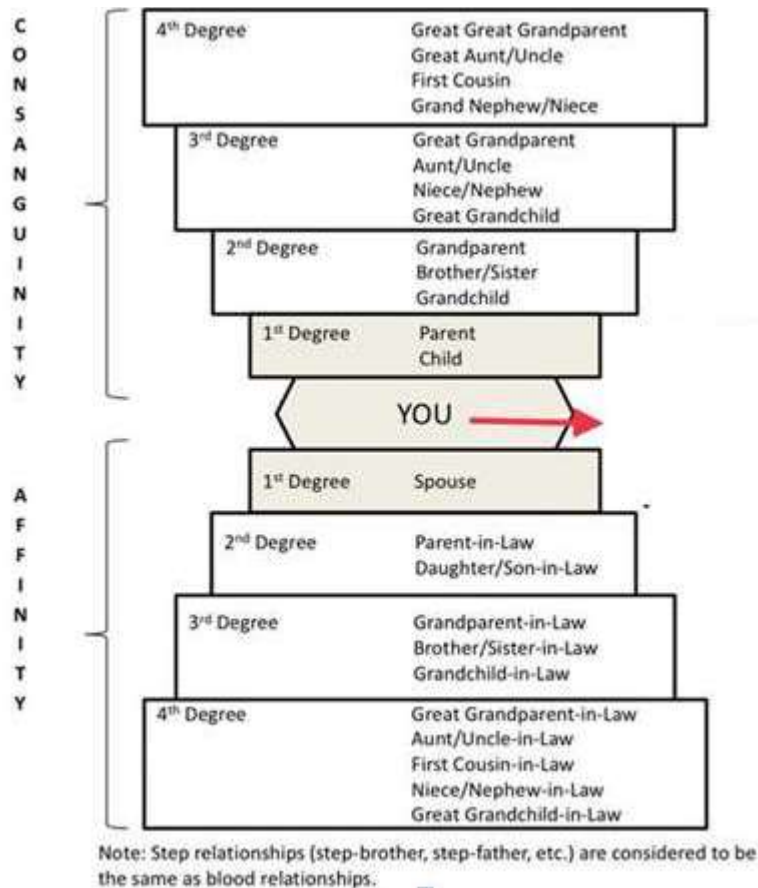 CONSANGUINITY
4th Degree Great Great Grandparent
Great Aunt/Uncle
First Cousin
Grand Nephew/Niece
3rd Degree Great Grandparent
Aunt/Uncle
Niece/Nephew
Great Grandchild
2nd Degree Grandparent
Brother/Sister
Grandchild
1st Degree Parent
Child
YOU
AFFINITY
1st Degree Spouse
2nd Degree Parent-in-Law
Daughter/Son-in-Law
3rd Degree Grandparent-in-Law
Brother/Sister-in-Law
Grandchild-in-Law
4th Degree Great Grandparent-in-Law
Aunt/Uncle-in-Law
First Cousin-in-Law
Niece/Nephew-in-Law
Great Grandchild-in-Law
Note: Step relationships (step-brother, step-father, etc.) are considered to be
the same as blood relationships.